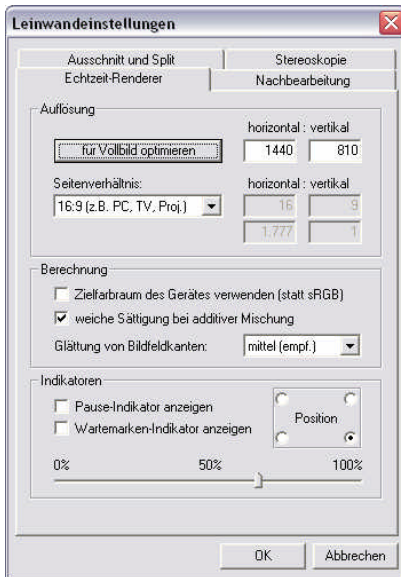 Leinwandeinstellungen
Ausschnitt und Split Stereoskopie
Echtzeit-Renderer Nachbearbeitung
Auflösung
horizontal : vertikal
für Vollbild optimieren 1440 810
Seitenverhältnis: horizontal : vertikal
16:9 (z.B. PC, TV, Proj.) 16 9
1.777 1
Berechnung
Zielfarbraum des Gerätes verwenden (statt sRGB)
weiche Sättigung bei additiver Mischung
Glättung von Bildfeldkanten: mittel (empf.)
Indikatoren
Pause-Indikator anzeigen
Wartemarken-Indikator anzeigen
Position
0% 50% 100%
OK Abbrechen